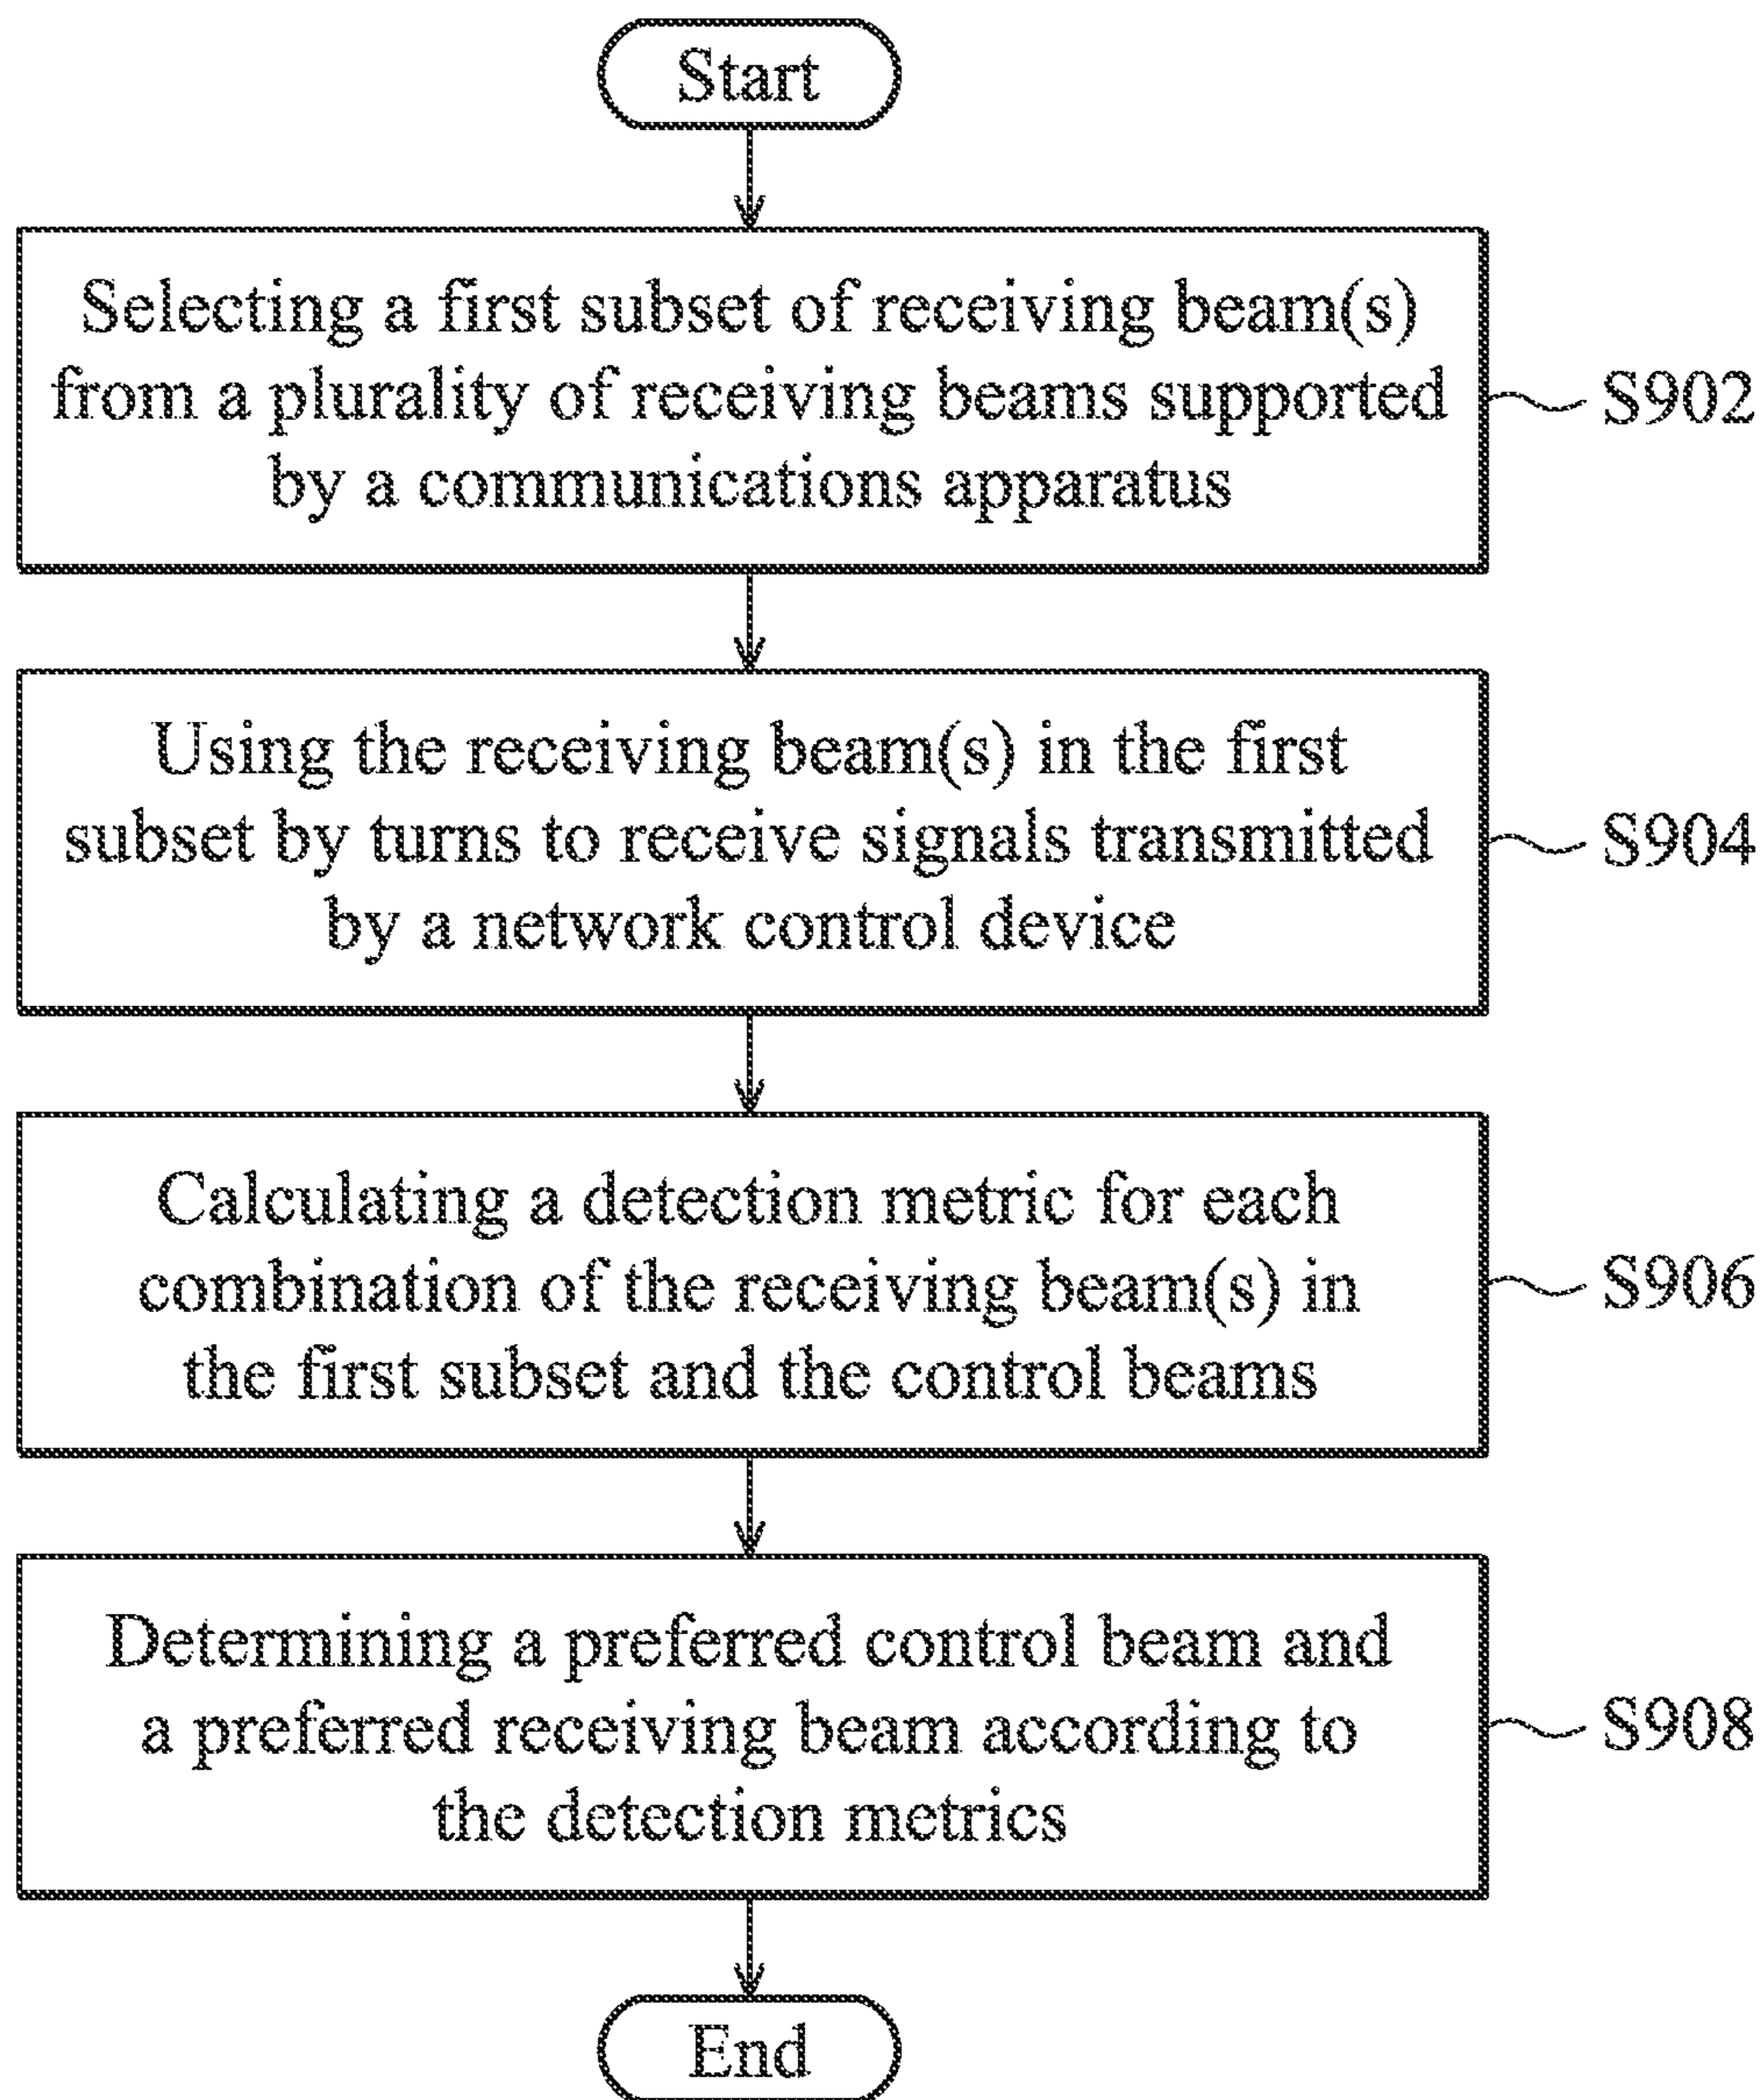 Start
Selecting a first subset of receiving beam(s)
from a plurality of receiving beams supported
by a communications apparatus
S902
Using the receiving beam(s) in the first
subset by turns to receive signals transmitted
by a network control device
S904
Calculating a detection metric for each
combination of the receiving beam(s) in
the first subset and the control beams
S906
Determining a preferred control beam and
a preferred receiving beam according to
the detection metrics
S908
End